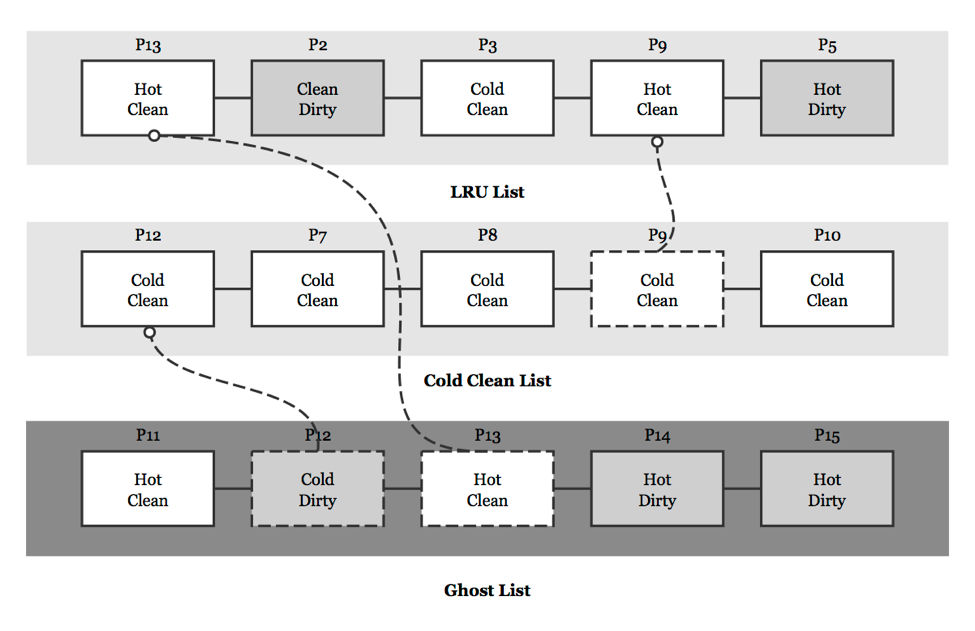 P13 P2 P3 P9 P5
Hot Clean Cold Hot Hot
Clean Dirty Clean Clean Dirty
LRU List
P12 P7 P8 P9 P10
Cold Cold Cold Cold Cold
Clean Clean Clean Clean Clean
Cold Clean List
P11 P12 P13 P14 P15
Hot Cold Hot Hot Hot
Clean Dirty Clean Dirty Dirty
Ghost List